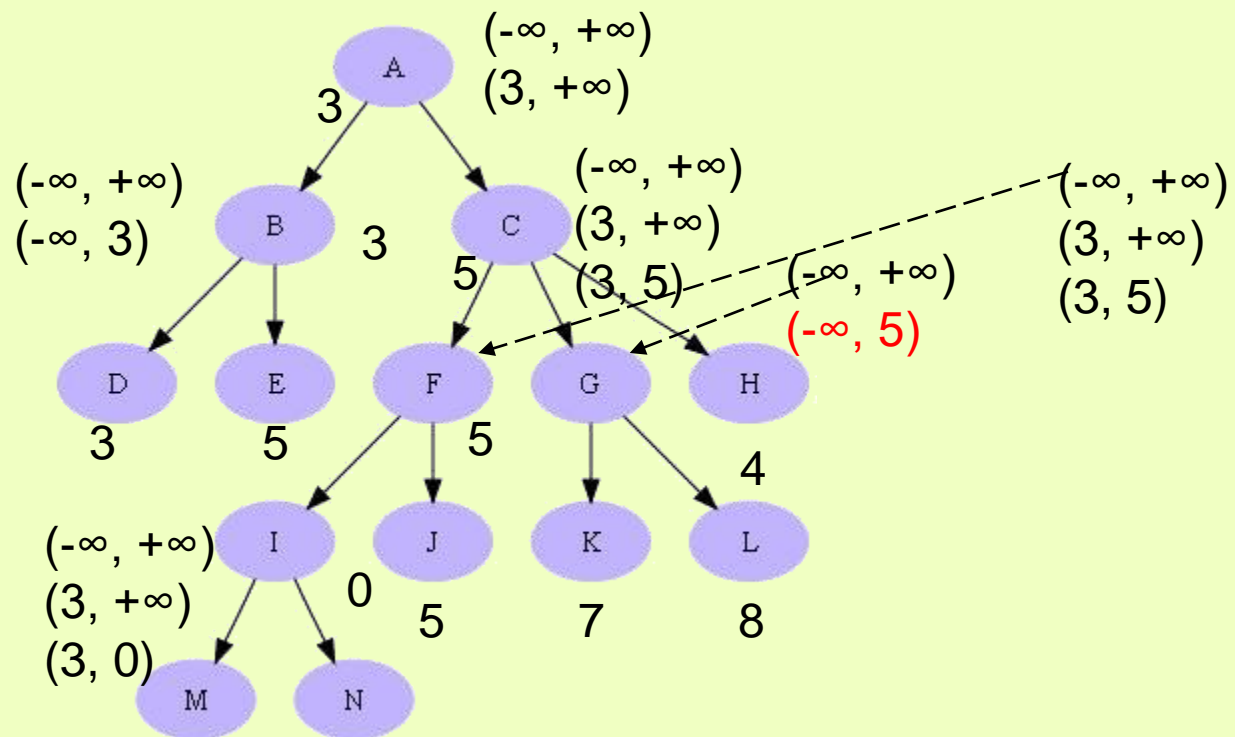 A
(-∞, +∞)
(3, +∞)
3
(-∞, +∞)
(-∞, 3)
B
3
C
(-∞, +∞)
(3, +∞)
(3, 5)
5
(-∞, +∞)
(-∞, 5)
(-∞, +∞)
(3, +∞)
(3, 5)
D
3
E
5
F
5
G
H
4
(-∞, +∞)
(3, +∞)
(3, 0)
I
0
J
5
K
7
L
8
M
N